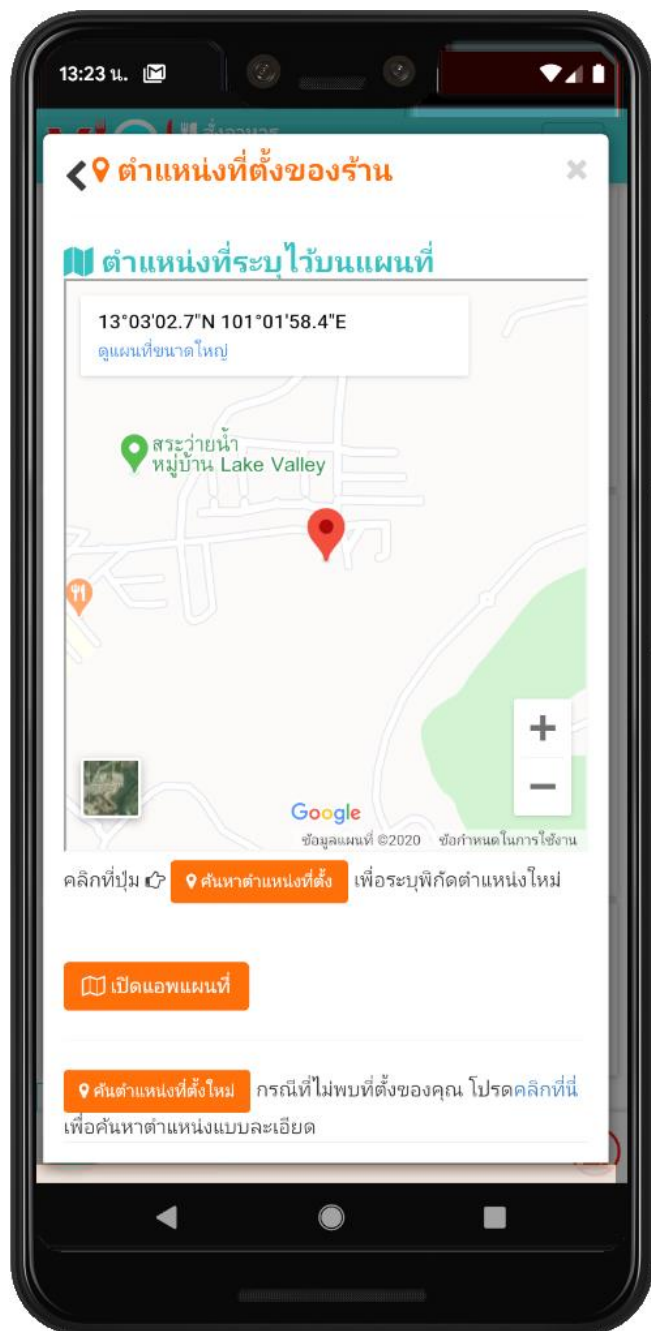 13:23 น.
สั่งอาหาร
ตำแหน่งที่ตั้งของร้าน ×
ตำแหน่งที่ระบุไว้บนแผนที่
13°03'02.7"N 101°01'58.4"E
ดูแผนที่ขนาดใหญ่
สระว่ายน้ำ
หมู่บ้าน Lake Valley
+
−
Google
ข้อมูลแผนที่ ©2020 ข้อกำหนดในการใช้งาน
คลิกที่ปุ่ม ค้นหาตำแหน่งที่ตั้ง เพื่อระบุพิกัดตำแหน่งใหม่
เปิดแอพแผนที่
ค้นตำแหน่งที่ตั้งใหม่ กรณีที่ไม่พบที่ตั้งของคุณ โปรดคลิกที่นี่
เพื่อค้นหาตำแหน่งแบบละเอียด